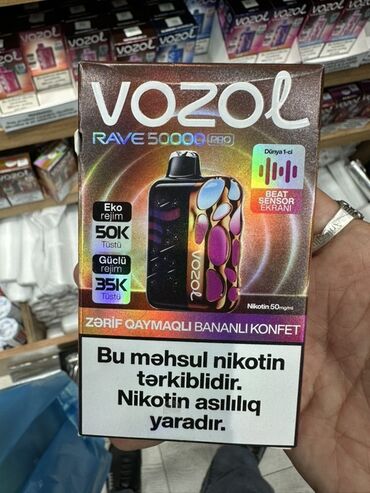 VOZOL
RAVE 50000 PRO
Dünya 1-ci
BEAT
SENSOR
EKRANI
Eko
rejim
50K
Tüstü
Güclü
rejim
35K
Tüstü
VOZOL
Nikotin 50mg/ml
ZƏRİF QAYMAQLI BANANLI KONFET
Bu məhsul nikotin
tərkiblidir.
Nikotin asılılıq
yaradır.